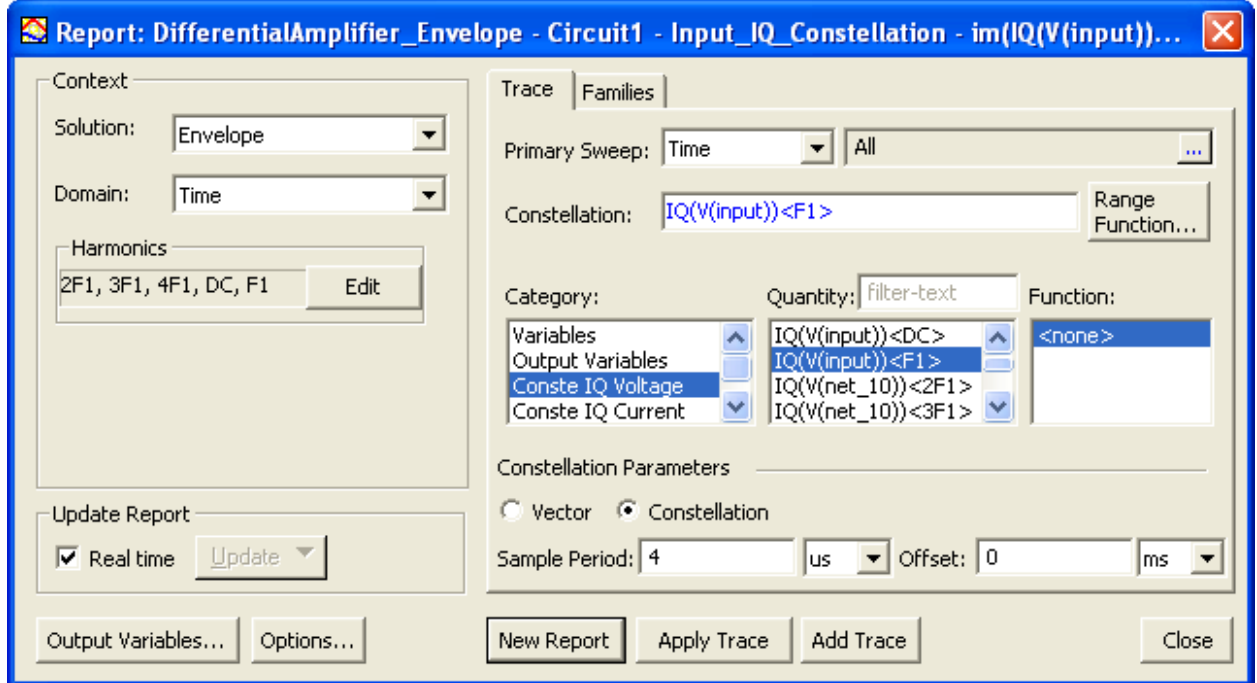 Report: DifferentialAmplifier_Envelope - Circuit1 - Input_IQ_Constellation - im(IQ(V(input))...
Context
Solution: Envelope
Domain: Time
Harmonics
2F1, 3F1, 4F1, DC, F1 Edit
Update Report
Real time Update
Output Variables... Options...
Trace Families
Primary Sweep: Time All ...
Constellation: IQ(V(input))<F1> Range
Function...
Category: Quantity: filter-text Function:
Variables IQ(V(input))<DC> <none>
Output Variables IQ(V(input))<F1>
Conste IQ Voltage IQ(V(net_10))<2F1>
Conste IQ Current IQ(V(net_10))<3F1>
Constellation Parameters
Vector Constellation
Sample Period: 4 us Offset: 0 ms
New Report Apply Trace Add Trace Close